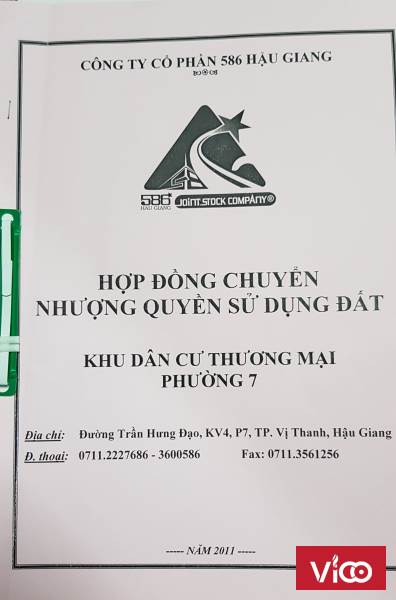 CÔNG TY CỔ PHẦN 586 HẬU GIANG
586
HAU GIANG
JOINT.STOCK COMPANY®
HỢP ĐỒNG CHUYỂN
NHƯỢNG QUYỀN SỬ DỤNG ĐẤT
KHU DÂN CƯ THƯƠNG MẠI
PHƯỜNG 7
Địa chỉ: Đường Trần Hưng Đạo, KV4, P7, TP. Vị Thanh, Hậu Giang
Đ. thoại: 0711.2227686 - 3600586 Fax: 0711.3561256
----- NĂM 2011 -----
Vico